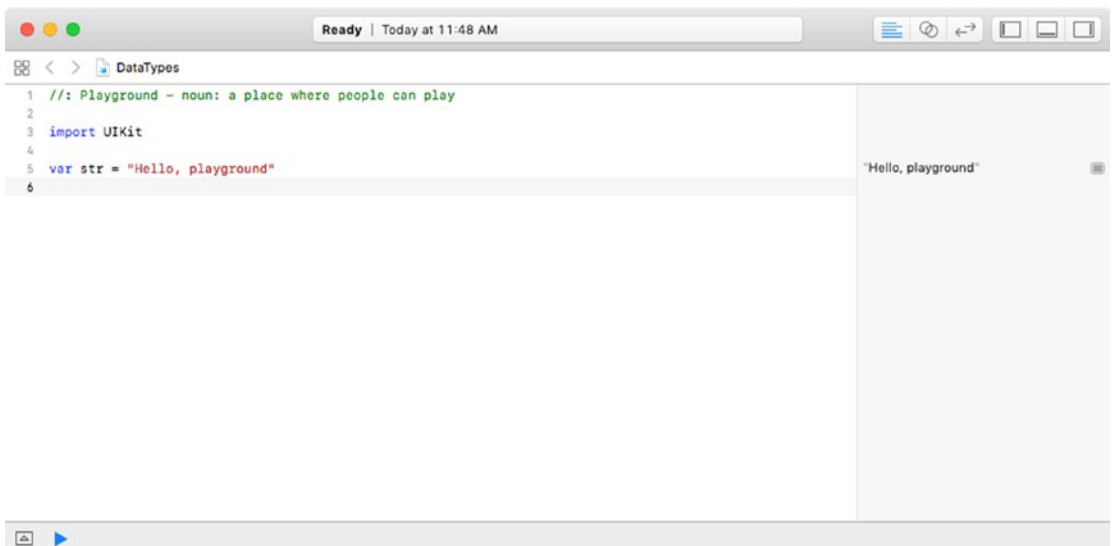 Ready | Today at 11:48 AM
DataTypes
1 //: Playground – noun: a place where people can play
2
3 import UIKit
4
5 var str = "Hello, playground"
"Hello, playground"
6